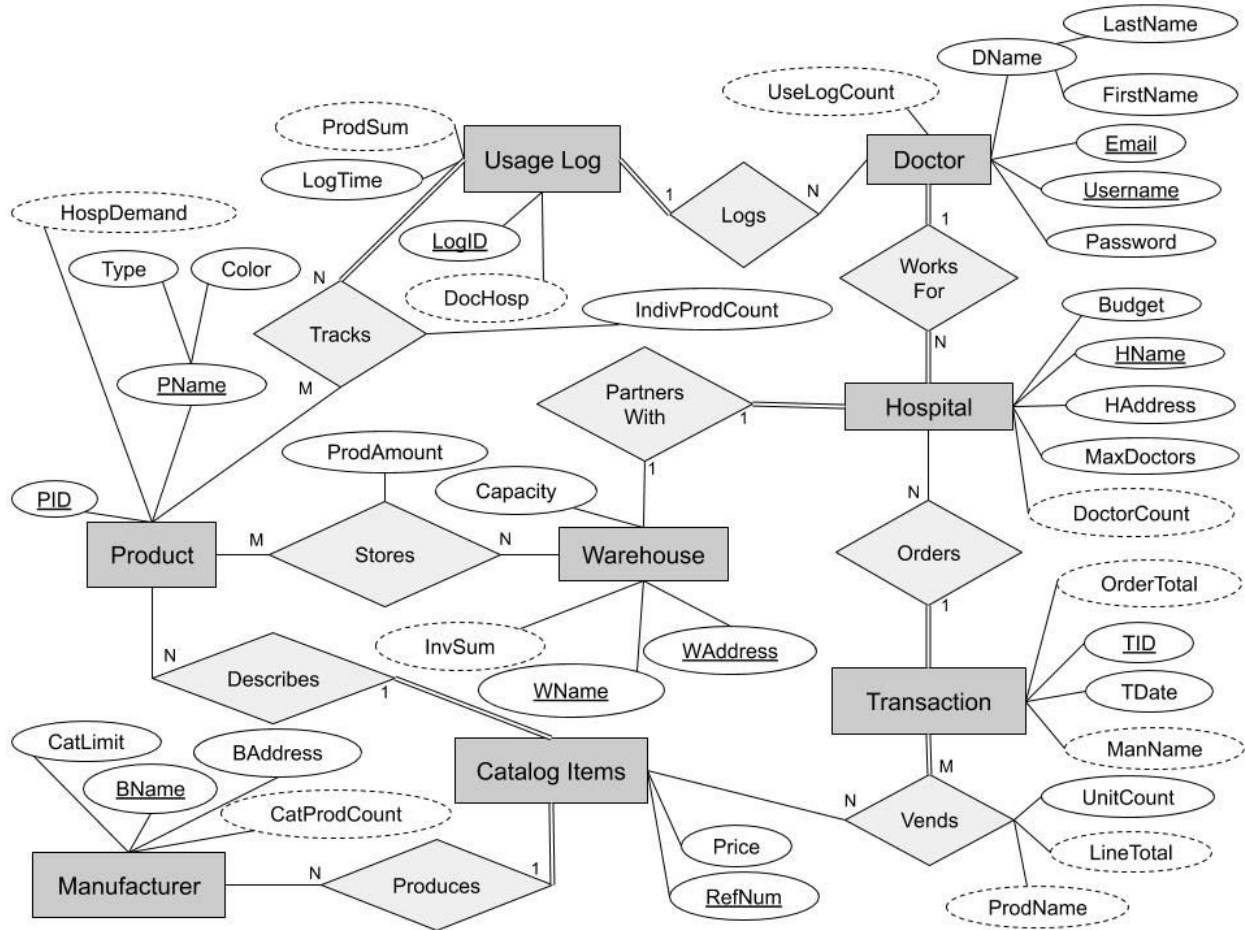 LastName
DName
UseLogCount
FirstName
ProdSum
Usage Log
Doctor
Email
LogTime
1
N
Username
HospDemand
Logs
LogID
1
Password
Type
Color
N
DocHosp
IndivProdCount
Works
For
Budget
Tracks
HName
PName
M
Partners
With
N
1
Hospital
HAddress
ProdAmount
1
MaxDoctors
Capacity
N
PID
DoctorCount
Product
M
Stores
N
Warehouse
Orders
OrderTotal
InvSum
WAddress
1
TID
N
Describes
1
WName
Transaction
TDate
CatLimit
BAddress
Catalog Items
ManName
BName
M
UnitCount
CatProdCount
N
Vends
Price
LineTotal
Manufacturer
N
Produces
1
RefNum
ProdName